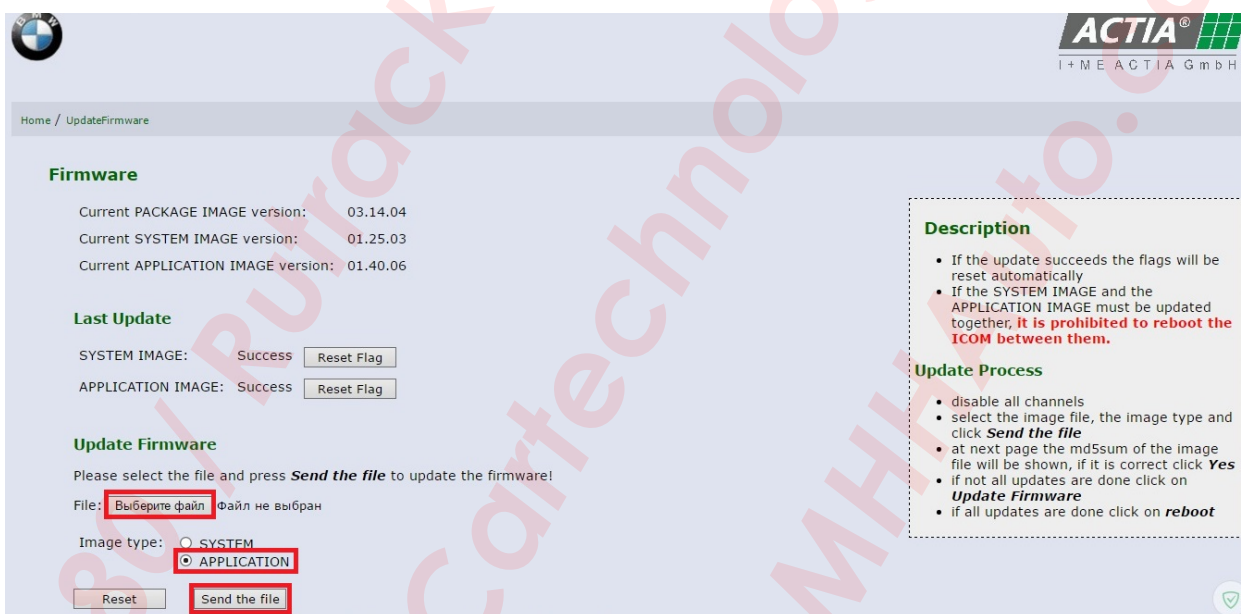 BMW
ACTIA®
I+ME ACTIA GmbH
Home / UpdateFirmware
Firmware
Current PACKAGE IMAGE version: 03.14.04
Current SYSTEM IMAGE version: 01.25.03
Current APPLICATION IMAGE version: 01.40.06
Last Update
SYSTEM IMAGE: Success Reset Flag
APPLICATION IMAGE: Success Reset Flag
Update Firmware
Please select the file and press Send the file to update the firmware!
File: Выберите файл Файл не выбран
Image type: SYSTEM
APPLICATION
Reset Send the file
Description
• If the update succeeds the flags will be
reset automatically
• If the SYSTEM IMAGE and the
APPLICATION IMAGE must be updated
together, it is prohibited to reboot the
ICOM between them.
Update Process
• disable all channels
• select the image file, the image type and
click Send the file
• at next page the md5sum of the image
file will be shown, if it is correct click Yes
• if not all updates are done click on
Update Firmware
• if all updates are done click on reboot
80 / Rutrack
Cartechnolo
MHHAuto.c